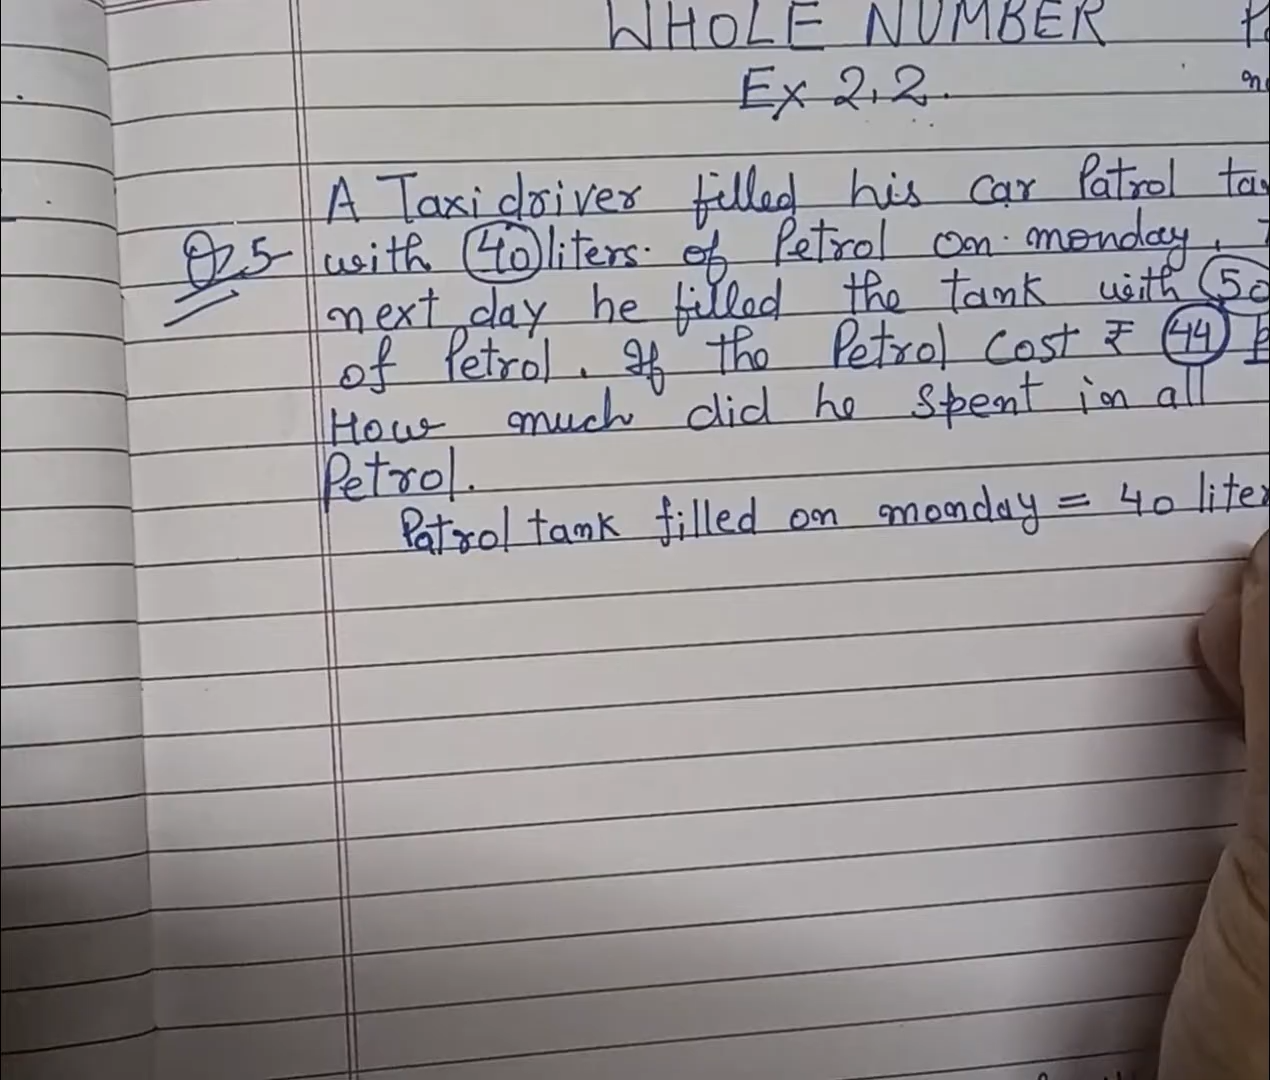 WHOLE NUMBER
Ex 2.2.
A Taxi driver filled his car Patrol
Q 5 with 40 liters of Petrol on monday.
next day he filled the tank with 50
of Petrol. If the Petrol cost ₹ 44
How much did he spent in all
Petrol.
Patrol tank filled on monday = 40 liter